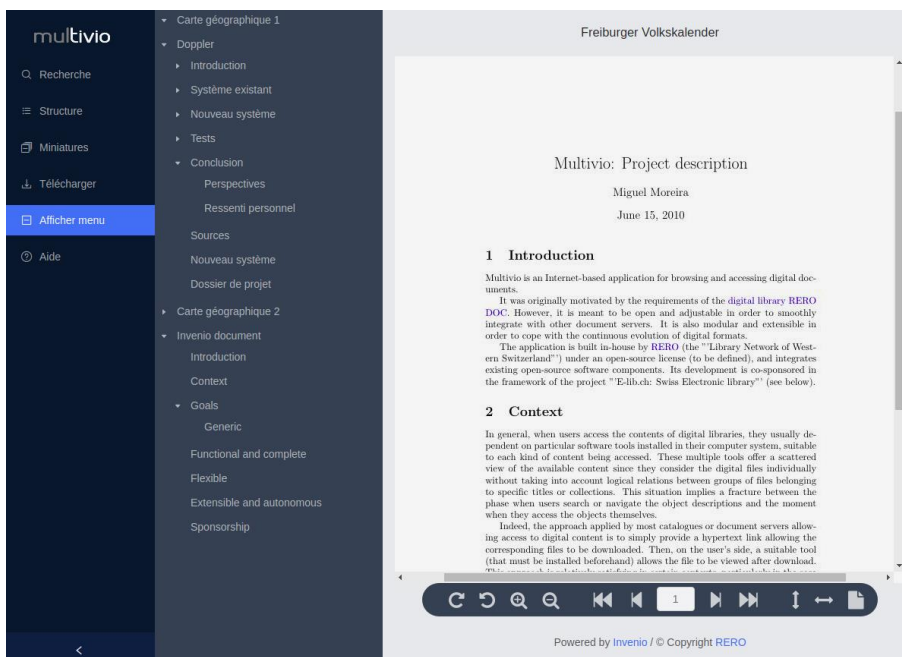 multivio
Recherche
Structure
Miniatures
Télécharger
Afficher menu
Aide
Carte géographique 1
Doppler
Introduction
Système existant
Nouveau système
Tests
Conclusion
Perspectives
Ressenti personnel
Sources
Nouveau système
Dossier de projet
Carte géographique 2
Invenio document
Introduction
Context
Goals
Generic
Functional and complete
Flexible
Extensible and autonomous
Sponsorship
Freiburger Volkskalender
Multivio: Project description
Miguel Moreira
June 15, 2010
1 Introduction
Multivio is an Internet-based application for browsing and accessing digital doc-
uments.
It was originally motivated by the requirements of the digital library RERO
DOC. However, it is meant to be open and adjustable in order to smoothly
integrate with other document servers. It is also modular and extensible in
order to cope with the continuous evolution of digital formats.
The application is built in-house by RERO (the "'Library Network of West-
ern Switzerland"') under an open-source license (to be defined), and integrates
existing open-source software components. Its development is co-sponsored in
the framework of the project "'E-lib.ch: Swiss Electronic library"' (see below).
2 Context
In general, when users access the contents of digital libraries, they usually de-
pendent on particular software tools installed in their computer system, suitable
to each kind of content being accessed. These multiple tools offer a scattered
view of the available content since they consider the digital files individually
without taking into account logical relations between groups of files belonging
to specific titles or collections. This situation implies a fracture between the
phase when users search or navigate the object descriptions and the moment
when they access the objects themselves.
Indeed, the approach applied by most catalogues or document servers allow-
ing access to digital content is to simply provide a hypertext link allowing the
corresponding files to be downloaded. Then, on the user's side, a suitable tool
(that must be installed beforehand) allows the file to be viewed after download.
1
Powered by Invenio / © Copyright RERO